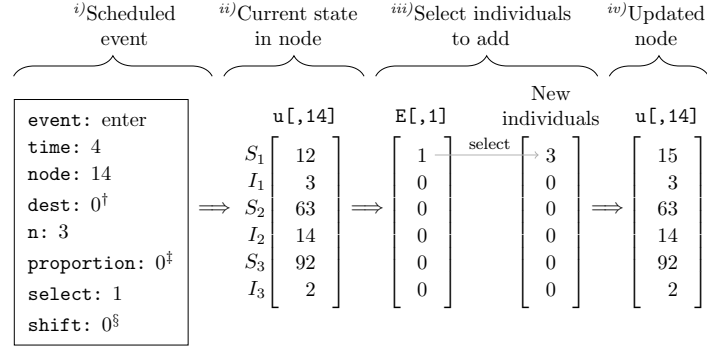 i)Scheduled event
ii)Current state in node
iii)Select individuals to add
iv)Updated node
event: enter
time: 4
node: 14
dest: 0†
n: 3
proportion: 0‡
select: 1
shift: 0§
⟹
u[,14]
S1 12
I1 3
S2 63
I2 14
S3 92
I3 2
⟹
E[,1]
1
0
0
0
0
0
select
New individuals
3
0
0
0
0
0
⟹
u[,14]
15
3
63
14
92
2